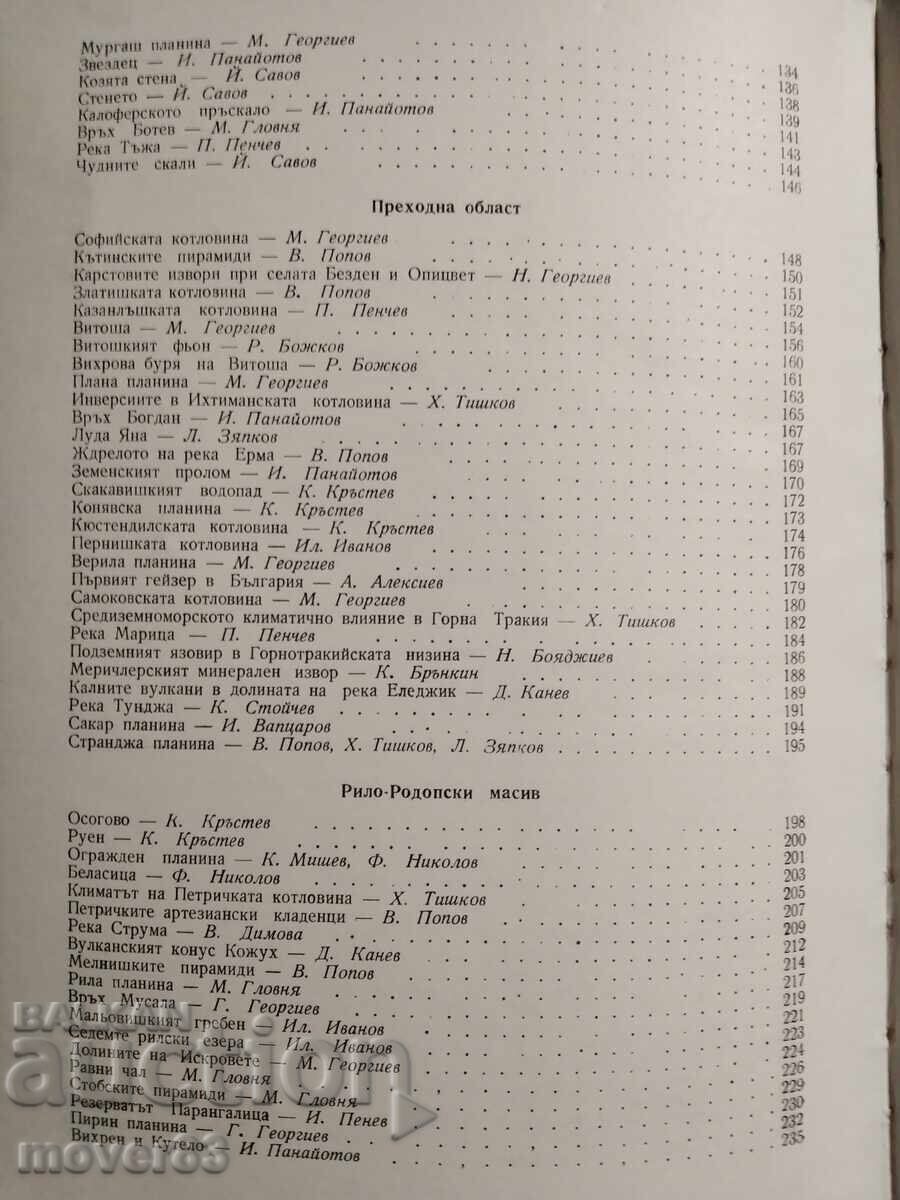 Мургаш планина — М. Георгиев . . . . . 134
Звездец — И. Панайотов . . . . . 136
Козята стена — Й. Савов . . . . . 138
Стенето — Й. Савов . . . . . 139
Калоферското пръскало — И. Панайотов . . . . . 141
Връх Ботев — М. Гловня . . . . . 143
Река Тъжа — П. Пенчев . . . . . 144
Чудните скали — Й. Савов . . . . . 146
Преходна област
Софийската котловина — М. Георгиев . . . . . 148
Кътинските пирамиди — В. Попов . . . . . 150
Карстовите извори при селата Безден и Опицвет — Н. Георгиев . . . . . 151
Златишката котловина — В. Попов . . . . . 152
Казанлъшката котловина — П. Пенчев . . . . . 154
Витоша — М. Георгиев . . . . . 156
Витошкият фьон — Р. Божков . . . . . 160
Вихрова буря на Витоша — Р. Божков . . . . . 161
Плана планина — М. Георгиев . . . . . 163
Инверсиите в Ихтиманската котловина — Х. Тишков . . . . . 165
Връх Богдан — И. Панайотов . . . . . 167
Луда Яна — Л. Зяпков . . . . . 167
Ждрелото на река Ерма — В. Попов . . . . . 169
Земенският пролом — И. Панайотов . . . . . 170
Скакавишкият водопад — К. Кръстев . . . . . 172
Конявска планина — К. Кръстев . . . . . 173
Кюстендилската котловина — К. Кръстев . . . . . 174
Пернишката котловина — Ил. Иванов . . . . . 176
Верила планина — М. Георгиев . . . . . 178
Първият гейзер в България — А. Алексиев . . . . . 179
Самоковската котловина — М. Георгиев . . . . . 180
Средиземноморското климатично влияние в Горна Тракия — Х. Тишков . . . . . 182
Река Марица — П. Пенчев . . . . . 184
Подземният язовир в Горнотракийската низина — Н. Бояджиев . . . . . 186
Меричлерският минерален извор — К. Брънкин . . . . . 188
Калните вулкани в долината на река Еледжик — Д. Канев . . . . . 189
Река Тунджа — К. Стойчев . . . . . 191
Сакар планина — И. Вапцаров . . . . . 194
Странджа планина — В. Попов, Х. Тишков, Л. Зяпков . . . . . 195
Рило-Родопски масив
Осогово — К. Кръстев . . . . . 198
Руен — К. Кръстев . . . . . 200
Огражден планина — К. Мишев, Ф. Николов . . . . . 201
Беласица — Ф. Николов . . . . . 203
Климатът на Петричката котловина — Х. Тишков . . . . . 205
Петричките артезиански кладенци — В. Попов . . . . . 207
Река Струма — В. Димова . . . . . 209
Вулканският конус Кожух — Д. Канев . . . . . 212
Мелнишките пирамиди — В. Попов . . . . . 214
Рила планина — М. Гловня . . . . . 217
Връх Мусала — Г. Георгиев . . . . . 219
Мальовишкият гребен — Ил. Иванов . . . . . 221
Седемте рилски езера — Ил. Иванов . . . . . 223
Долините на Искровете — М. Георгиев . . . . . 224
Равни чал — М. Гловня . . . . . 226
Стобските пирамиди — М. Гловня . . . . . 229
Резерватът Парангалица — И. Пенев . . . . . 230
Пирин планина — Г. Георгиев . . . . . 232
Вихрен и Кутело — И. Панайотов . . . . . 235
BALKAN
auction
mover63